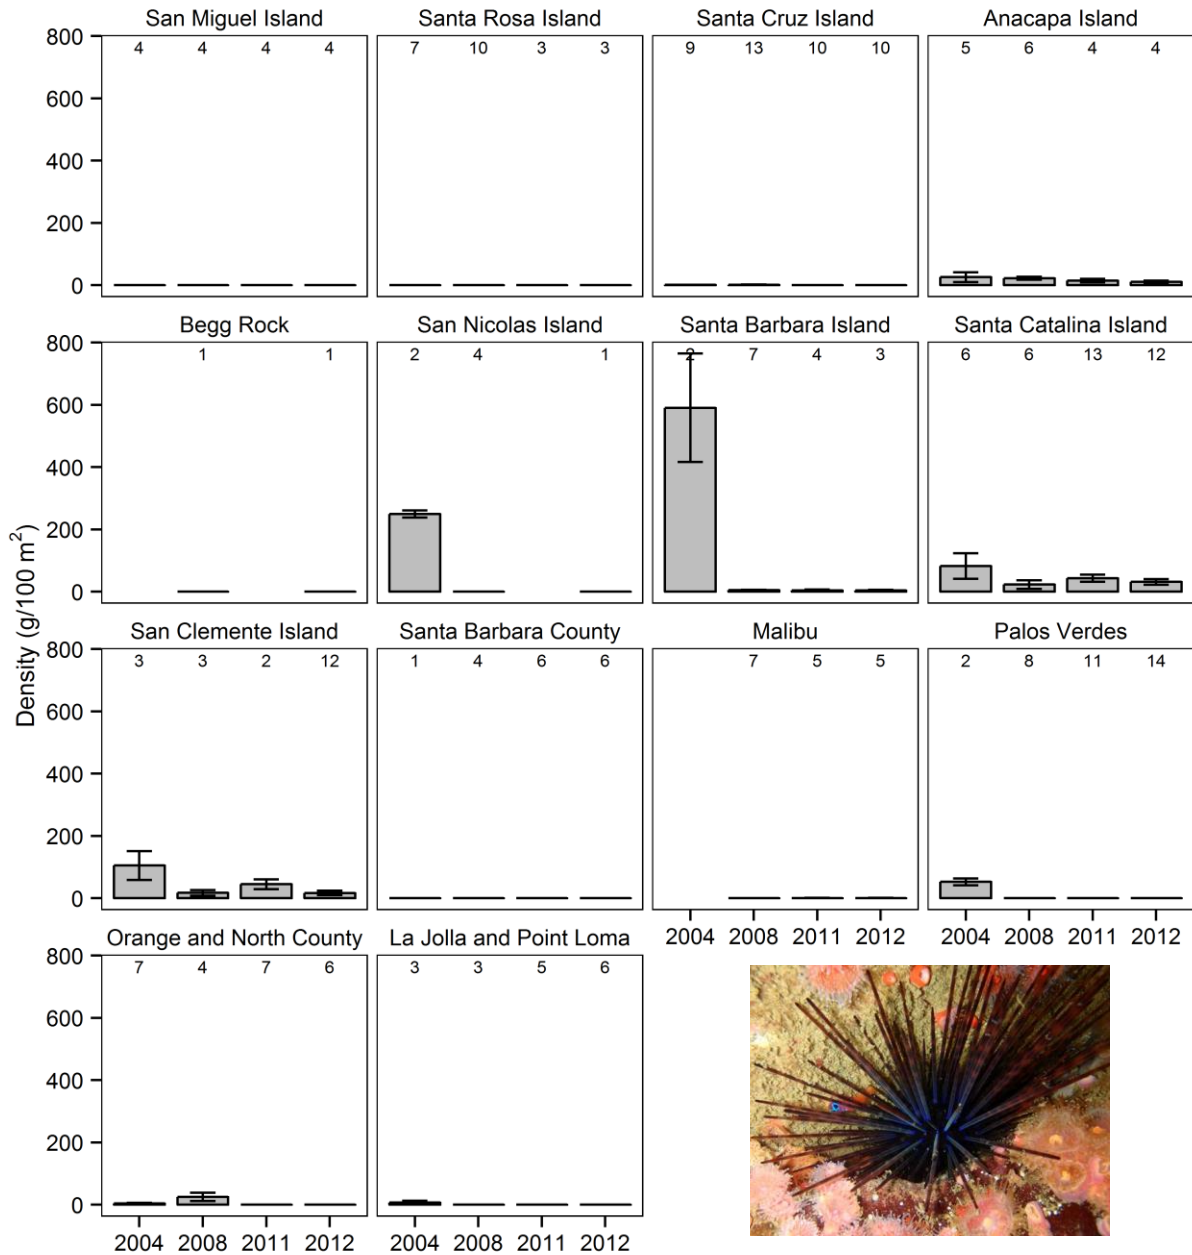 San Miguel Island Santa Rosa Island Santa Cruz Island Anacapa Island
800 4 4 4 4 7 10 3 3 9 13 10 10 5 6 4 4
600
400
200
0
Begg Rock San Nicolas Island Santa Barbara Island Santa Catalina Island
800 1 1 2 4 1 2 7 4 3 6 6 13 12
600
400
200
0
Density (g/100 m²)
San Clemente Island Santa Barbara County Malibu Palos Verdes
800 3 3 2 12 1 4 6 6 7 5 5 2 8 11 14
600
400
200
0
2004 2008 2011 2012 2004 2008 2011 2012
Orange and North County La Jolla and Point Loma
800 7 4 7 6 3 3 5 6
600
400
200
0
2004 2008 2011 2012 2004 2008 2011 2012